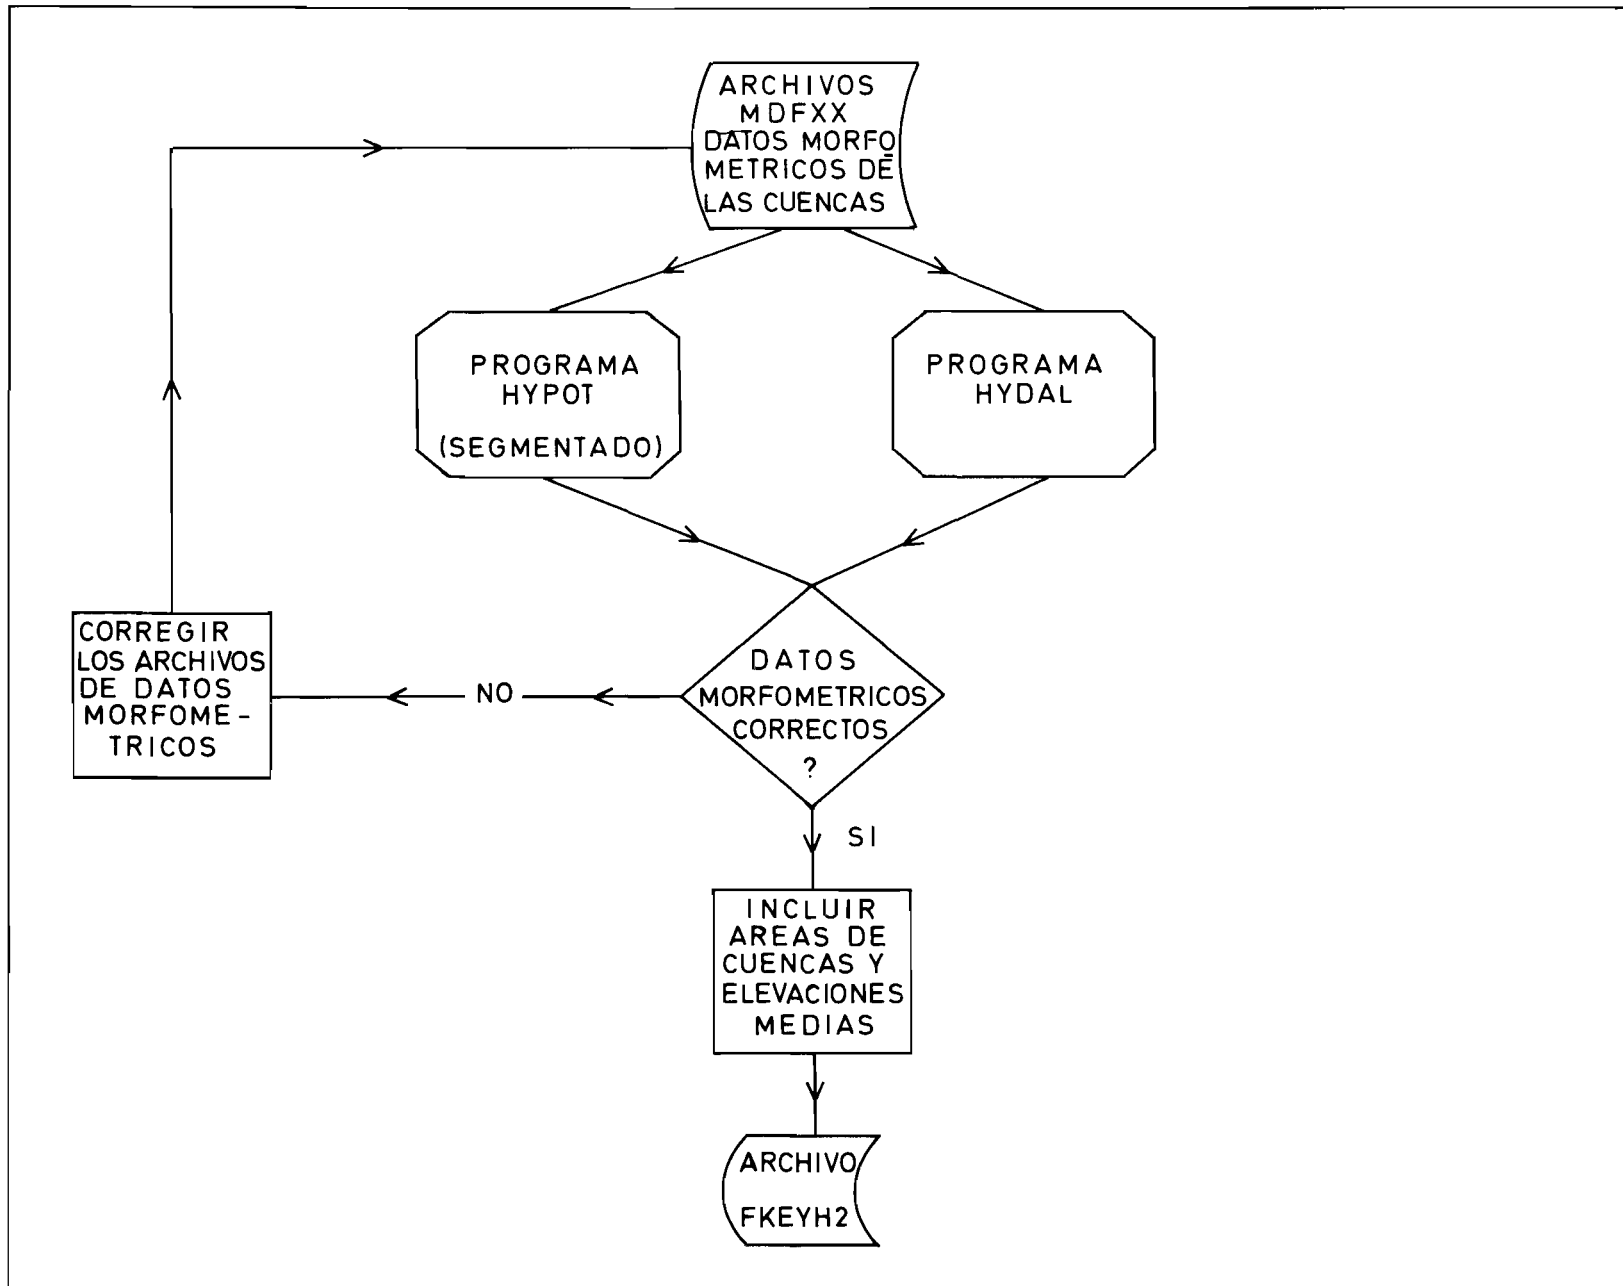 ARCHIVOS
MDFXX
DATOS MORFO
METRICOS DE
LAS CUENCAS
PROGRAMA
HYPOT
(SEGMENTADO)
PROGRAMA
HYDAL
CORREGIR
LOS ARCHIVOS
DE DATOS
MORFOME-
TRICOS
NO
DATOS
MORFOMETRICOS
CORRECTOS
?
SI
INCLUIR
AREAS DE
CUENCAS Y
ELEVACIONES
MEDIAS
ARCHIVO
FKEYH2